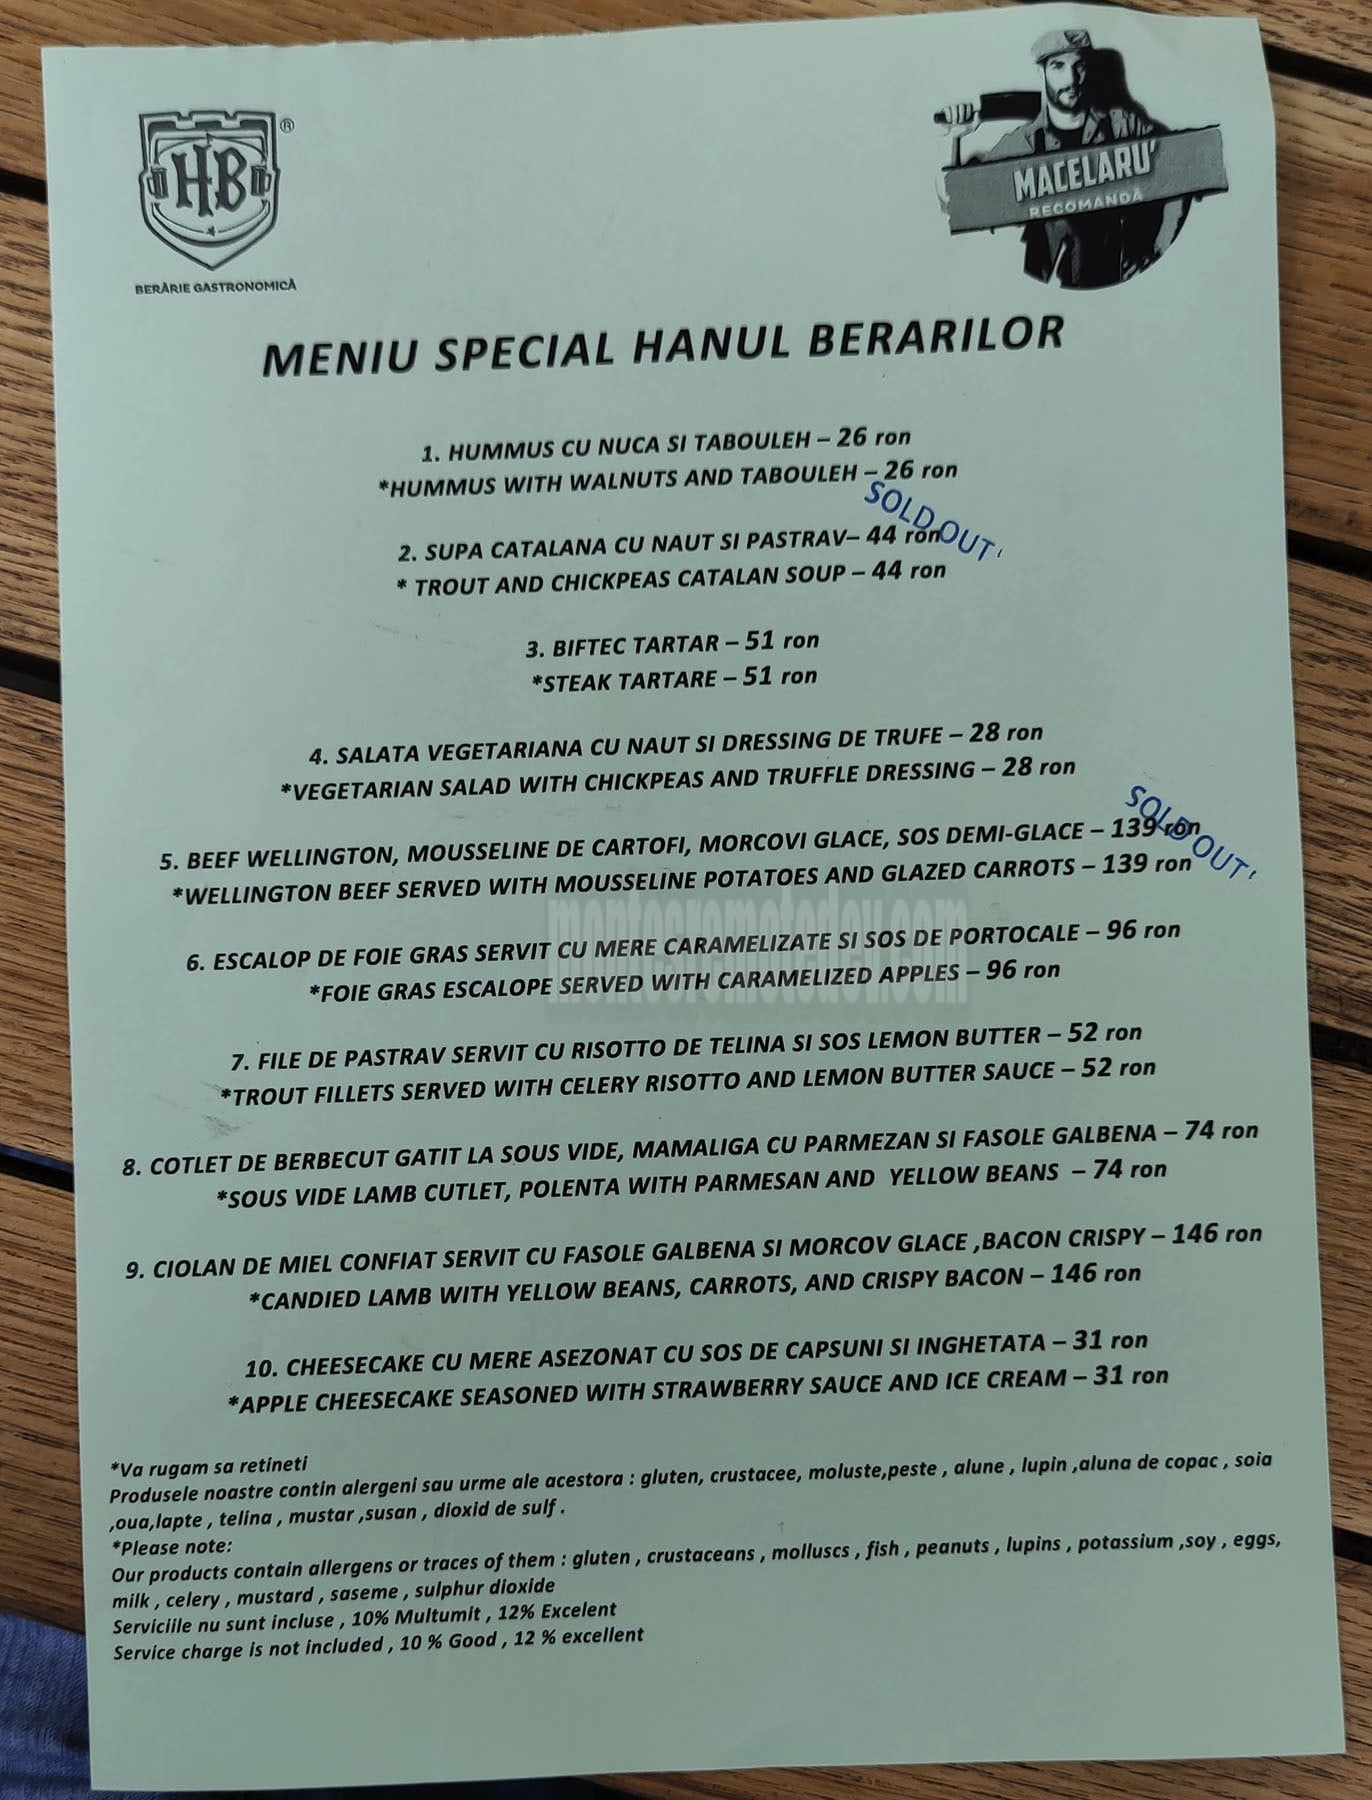 HB ®
BERĂRIE GASTRONOMICĂ
MACELARU'
RECOMANDĂ
MENIU SPECIAL HANUL BERARILOR
1. HUMMUS CU NUCA SI TABOULEH – 26 ron
*HUMMUS WITH WALNUTS AND TABOULEH – 26 ron
SOLD OUT'
2. SUPA CATALANA CU NAUT SI PASTRAV– 44 ron
* TROUT AND CHICKPEAS CATALAN SOUP – 44 ron
3. BIFTEC TARTAR – 51 ron
*STEAK TARTARE – 51 ron
4. SALATA VEGETARIANA CU NAUT SI DRESSING DE TRUFE – 28 ron
*VEGETARIAN SALAD WITH CHICKPEAS AND TRUFFLE DRESSING – 28 ron
SOLD OUT'
5. BEEF WELLINGTON, MOUSSELINE DE CARTOFI, MORCOVI GLACE, SOS DEMI-GLACE – 139 ron
*WELLINGTON BEEF SERVED WITH MOUSSELINE POTATOES AND GLAZED CARROTS – 139 ron
montecremotedev.com
6. ESCALOP DE FOIE GRAS SERVIT CU MERE CARAMELIZATE SI SOS DE PORTOCALE – 96 ron
*FOIE GRAS ESCALOPE SERVED WITH CARAMELIZED APPLES – 96 ron
7. FILE DE PASTRAV SERVIT CU RISOTTO DE TELINA SI SOS LEMON BUTTER – 52 ron
*TROUT FILLETS SERVED WITH CELERY RISOTTO AND LEMON BUTTER SAUCE – 52 ron
8. COTLET DE BERBECUT GATIT LA SOUS VIDE, MAMALIGA CU PARMEZAN SI FASOLE GALBENA – 74 ron
*SOUS VIDE LAMB CUTLET, POLENTA WITH PARMESAN AND YELLOW BEANS – 74 ron
9. CIOLAN DE MIEL CONFIAT SERVIT CU FASOLE GALBENA SI MORCOV GLACE ,BACON CRISPY – 146 ron
*CANDIED LAMB WITH YELLOW BEANS, CARROTS, AND CRISPY BACON – 146 ron
10. CHEESECAKE CU MERE ASEZONAT CU SOS DE CAPSUNI SI INGHETATA – 31 ron
*APPLE CHEESECAKE SEASONED WITH STRAWBERRY SAUCE AND ICE CREAM – 31 ron
*Va rugam sa retineti
Produsele noastre contin alergeni sau urme ale acestora : gluten, crustacee, moluste,peste , alune , lupin ,aluna de copac , soia
,oua,lapte , telina , mustar ,susan , dioxid de sulf .
*Please note:
Our products contain allergens or traces of them : gluten , crustaceans , molluscs , fish , peanuts , lupins , potassium ,soy , eggs,
milk , celery , mustard , saseme , sulphur dioxide
Serviciile nu sunt incluse , 10% Multumit , 12% Excelent
Service charge is not included , 10 % Good , 12 % excellent